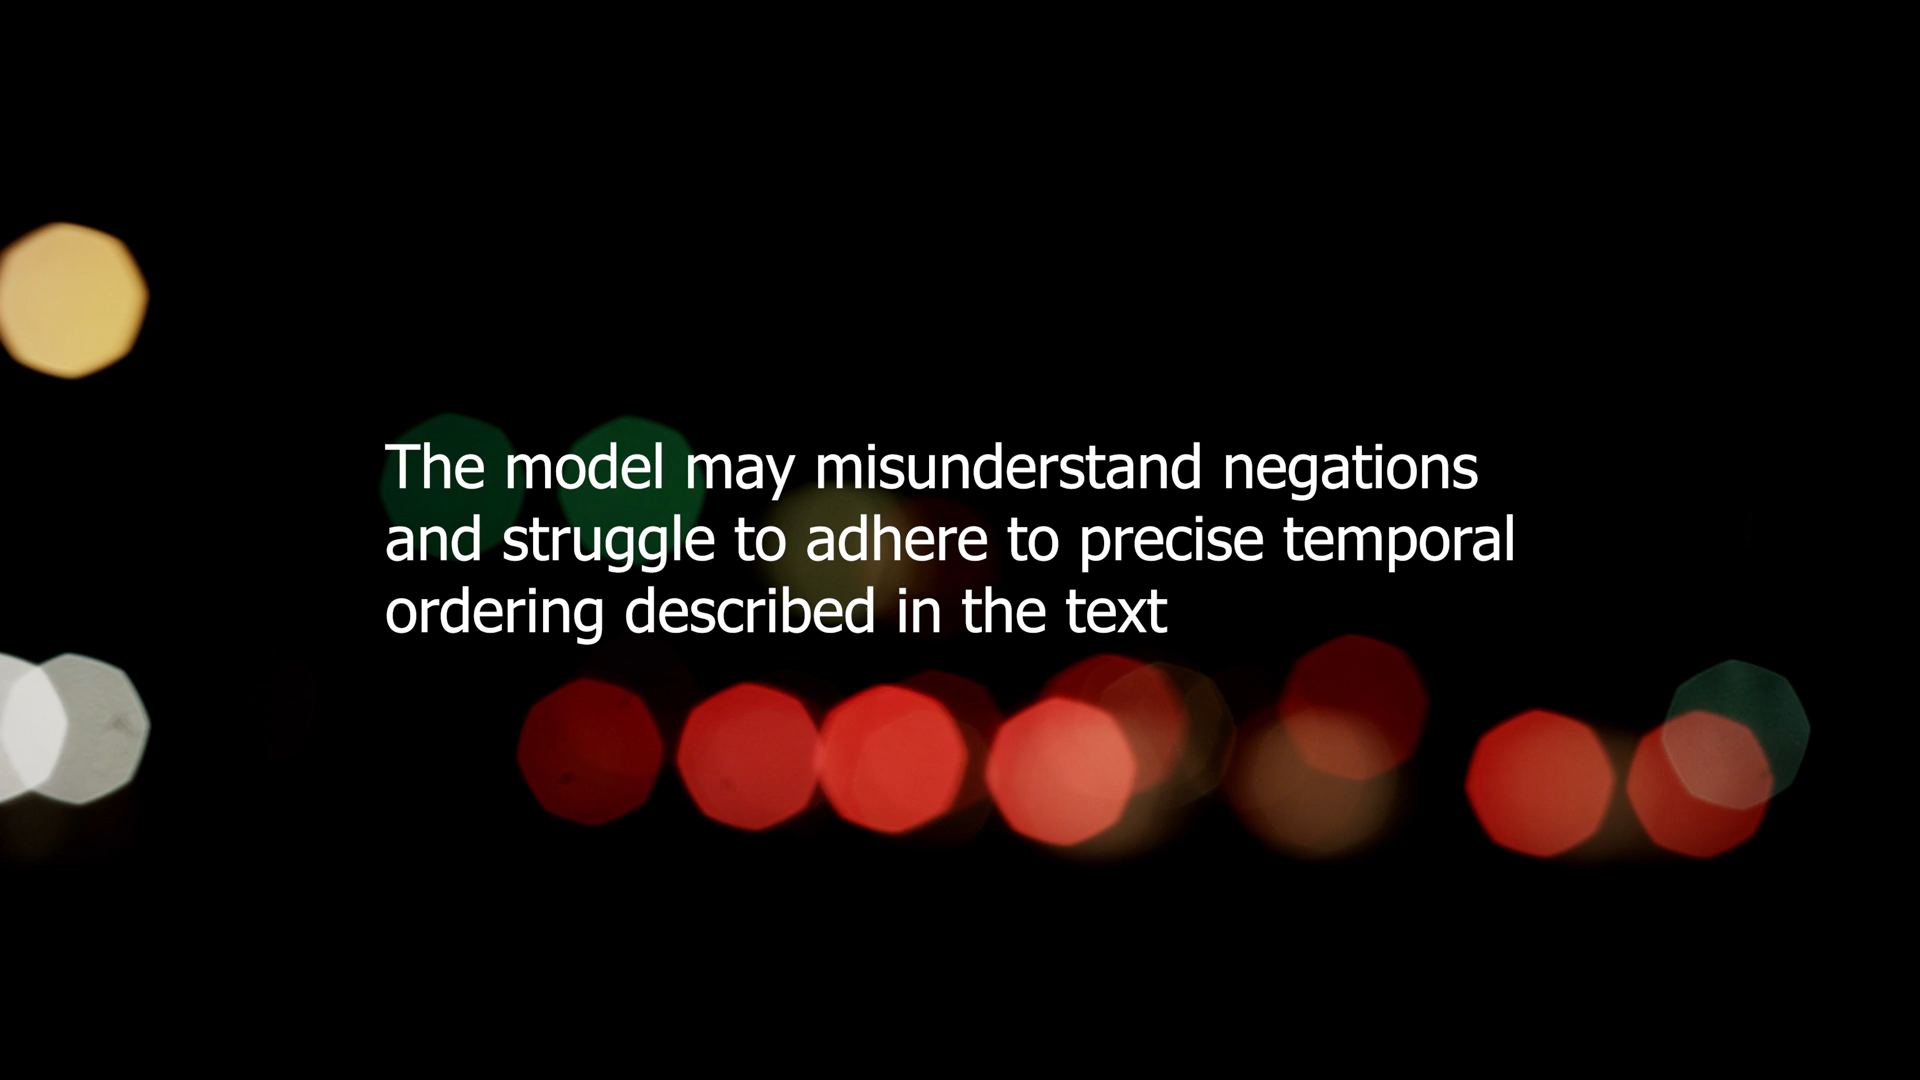 The model may misunderstand negations
and struggle to adhere to precise temporal
ordering described in the text